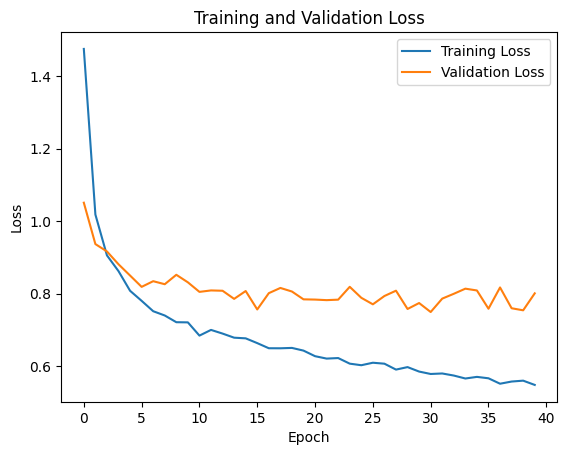 Training and Validation Loss
Training Loss
Validation Loss
1.4
1.2
1.0
0.8
0.6
Loss
0 5 10 15 20 25 30 35 40
Epoch